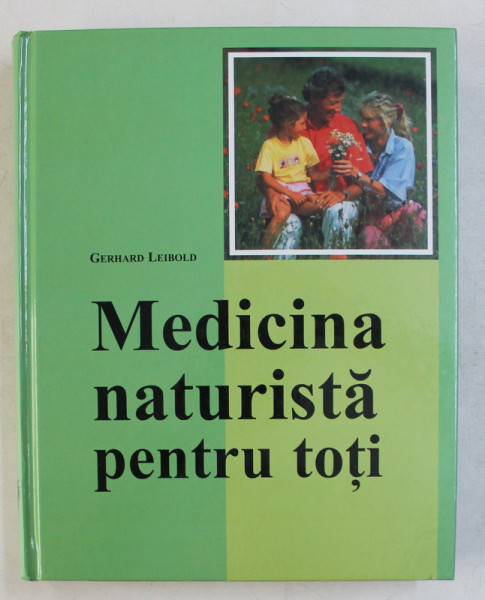 GERHARD LEIBOLD
Medicina
naturistă
pentru toți